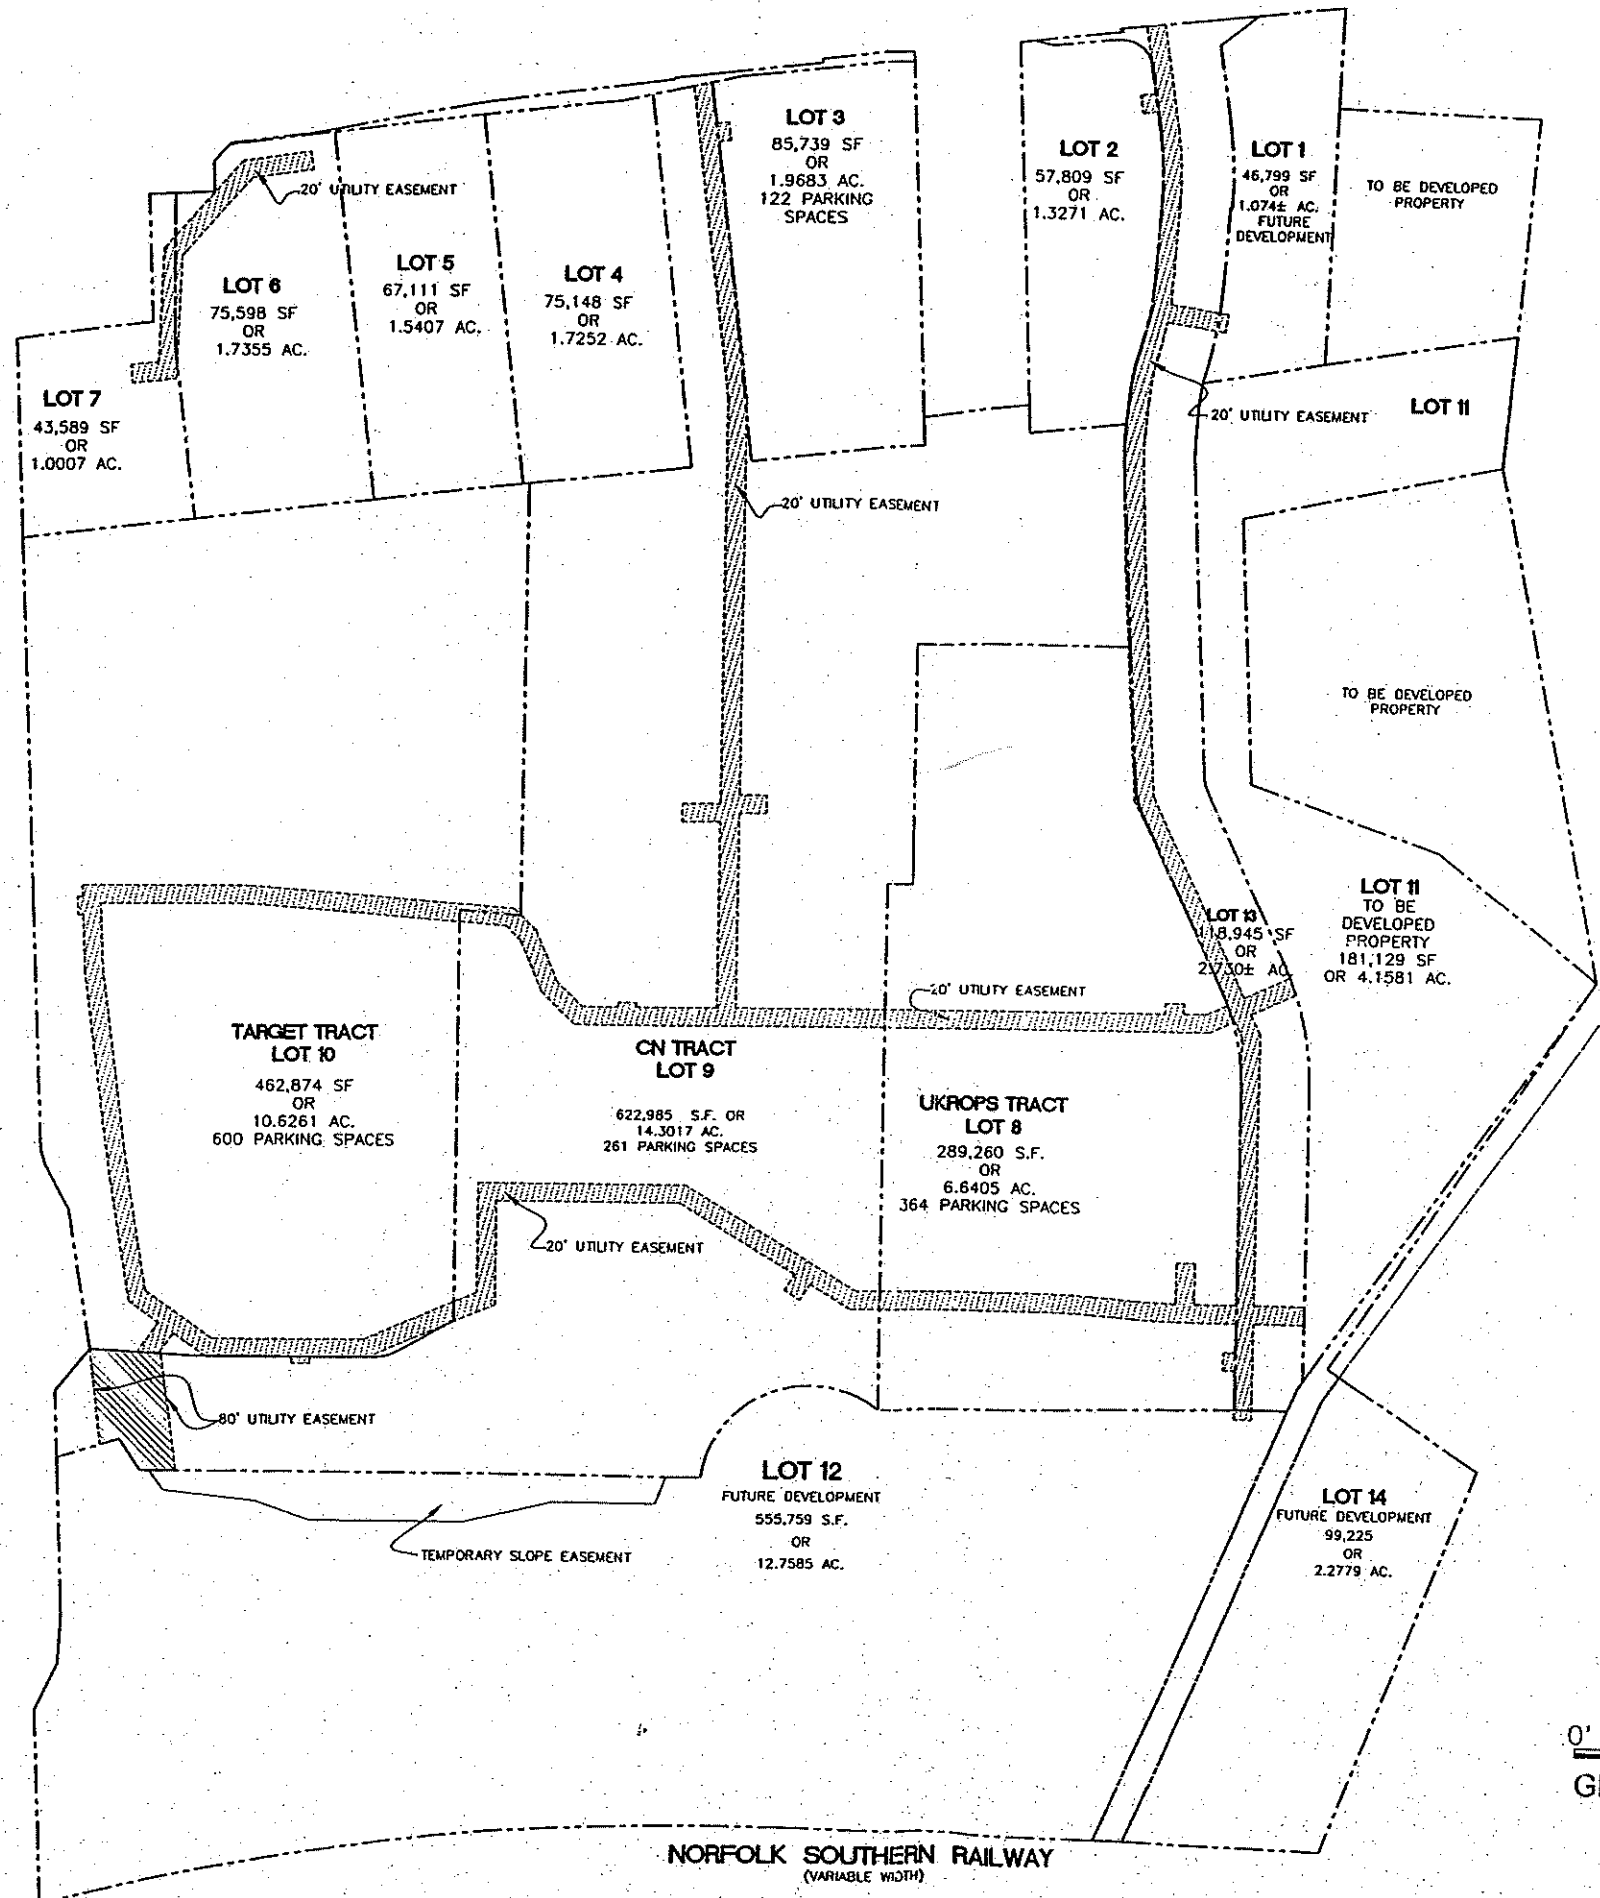 LOT 3
85,739 SF
OR
1.9683 AC.
122 PARKING
SPACES
LOT 2
57,809 SF
OR
1.3271 AC.
LOT 1
46,799 SF
OR
1.074± AC.
FUTURE
DEVELOPMENT
TO BE DEVELOPED
PROPERTY
20' UTILITY EASEMENT
LOT 6
75,598 SF
OR
1.7355 AC.
LOT 5
67,111 SF
OR
1.5407 AC.
LOT 4
75,148 SF
OR
1.7252 AC.
LOT 7
43,589 SF
OR
1.0007 AC.
20' UTILITY EASEMENT
LOT 11
20' UTILITY EASEMENT
TO BE DEVELOPED
PROPERTY
LOT 13
118,945 SF
OR
2.730± AC.
LOT 11
TO BE
DEVELOPED
PROPERTY
181,129 SF
OR 4.1581 AC.
20' UTILITY EASEMENT
TARGET TRACT
LOT 10
462,874 SF
OR
10.6261 AC.
600 PARKING SPACES
CN TRACT
LOT 9
622,985 S.F. OR
14.3017 AC.
261 PARKING SPACES
UKROPS TRACT
LOT 8
289,260 S.F.
OR
6.6405 AC.
364 PARKING SPACES
20' UTILITY EASEMENT
80' UTILITY EASEMENT
LOT 12
FUTURE DEVELOPMENT
555,759 S.F.
OR
12.7585 AC.
TEMPORARY SLOPE EASEMENT
LOT 14
FUTURE DEVELOPMENT
99,225
OR
2.2779 AC.
0'
NORFOLK SOUTHERN RAILWAY
(VARIABLE WIDTH)